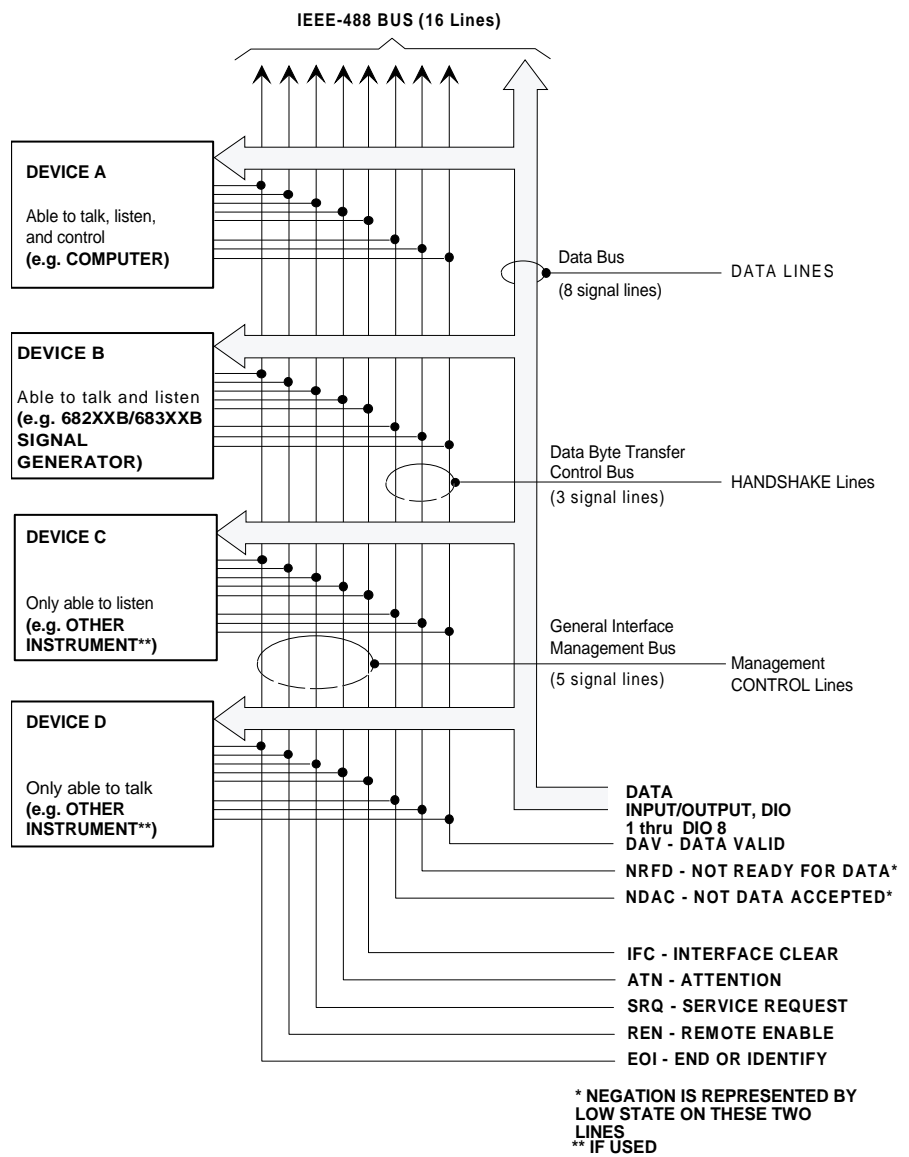 IEEE-488 BUS (16 Lines)
DEVICE A
Able to talk, listen,
and control
(e.g. COMPUTER)
Data Bus
(8 signal lines)
DATA LINES
DEVICE B
Able to talk and listen
(e.g. 682XXB/683XXB
SIGNAL
GENERATOR)
Data Byte Transfer
Control Bus
(3 signal lines)
HANDSHAKE Lines
DEVICE C
Only able to listen
(e.g. OTHER
INSTRUMENT**)
General Interface
Management Bus
(5 signal lines)
Management
CONTROL Lines
DEVICE D
Only able to talk
(e.g. OTHER
INSTRUMENT**)
DATA
INPUT/OUTPUT, DIO
1 thru DIO 8
DAV - DATA VALID
NRFD - NOT READY FOR DATA*
NDAC - NOT DATA ACCEPTED*
IFC - INTERFACE CLEAR
ATN - ATTENTION
SRQ - SERVICE REQUEST
REN - REMOTE ENABLE
EOI - END OR IDENTIFY
* NEGATION IS REPRESENTED BY
LOW STATE ON THESE TWO
LINES
** IF USED